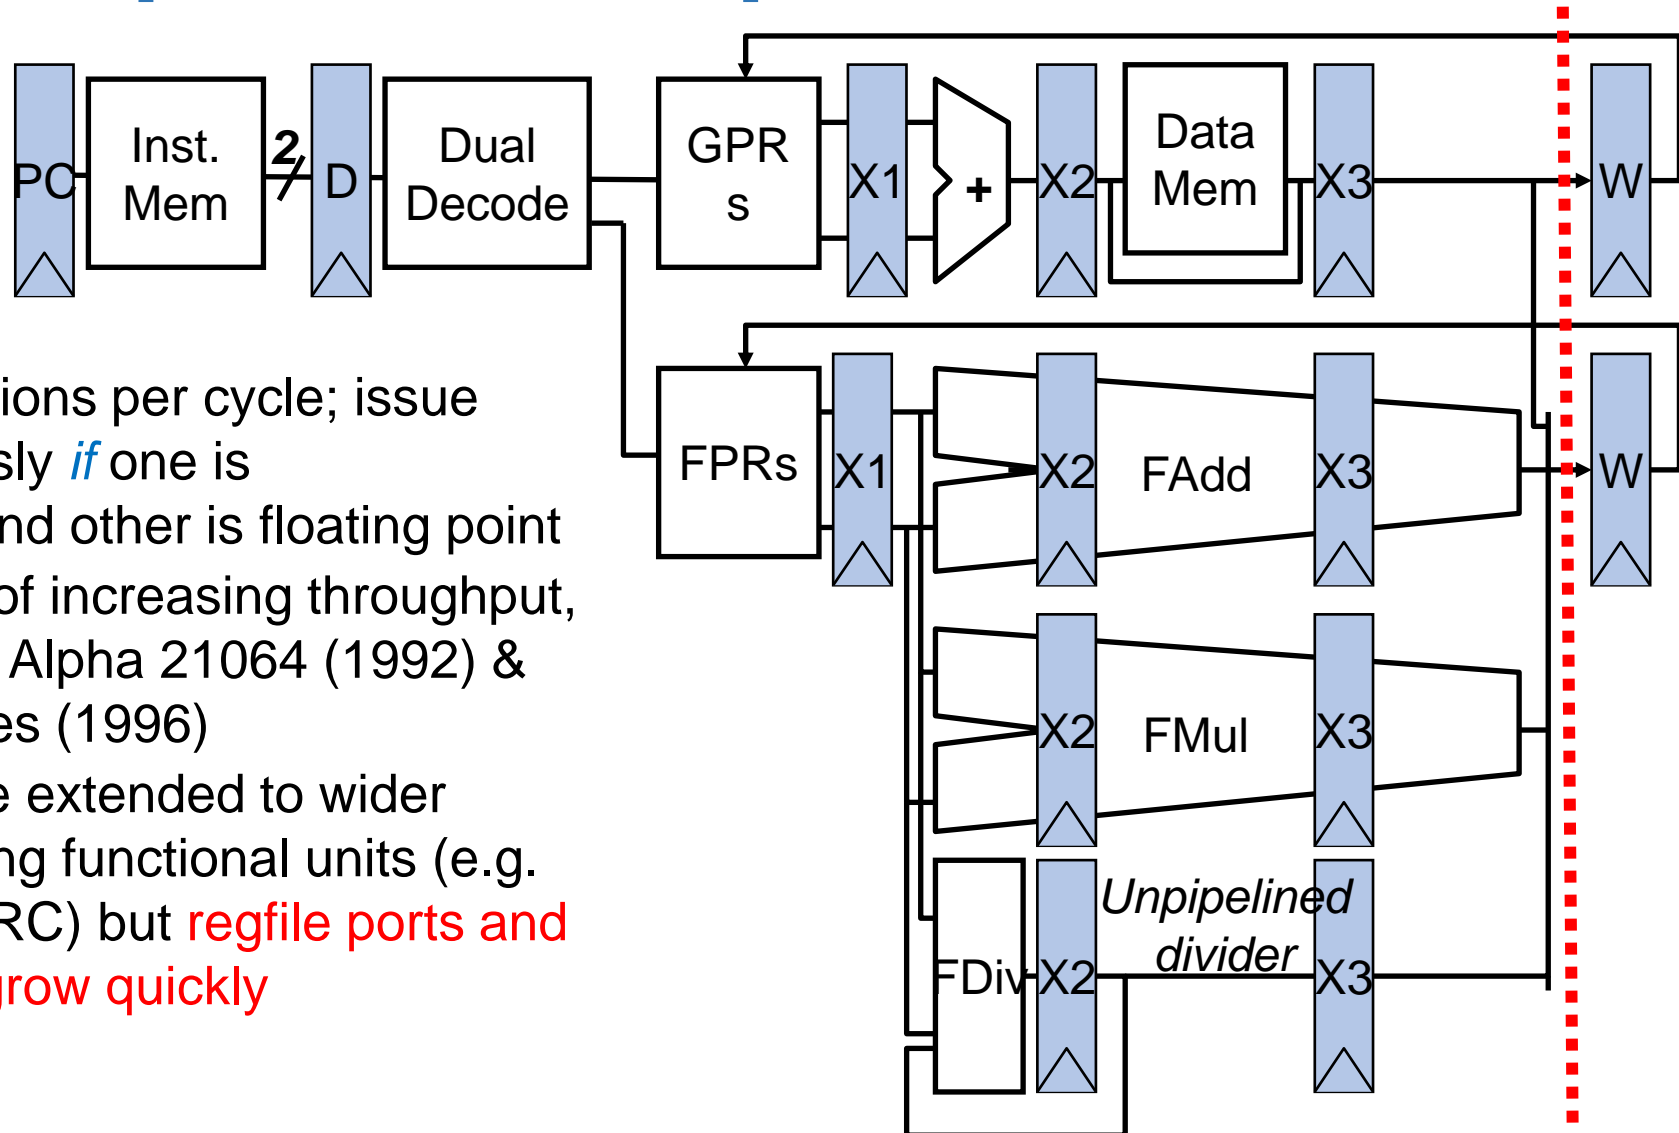 PC
Inst.
Mem
2
D
Dual
Decode
GPR
s
X1
+
X2
Data
Mem
X3
W
tions per cycle; issue
sly if one is
nd other is floating point
of increasing throughput,
Alpha 21064 (1992) &
es (1996)
e extended to wider
ng functional units (e.g.
RC) but regfile ports and
grow quickly
FPRs
X1
X2
FAdd
X3
W
X2
FMul
X3
FDiv
X2
Unpipelined
divider
X3